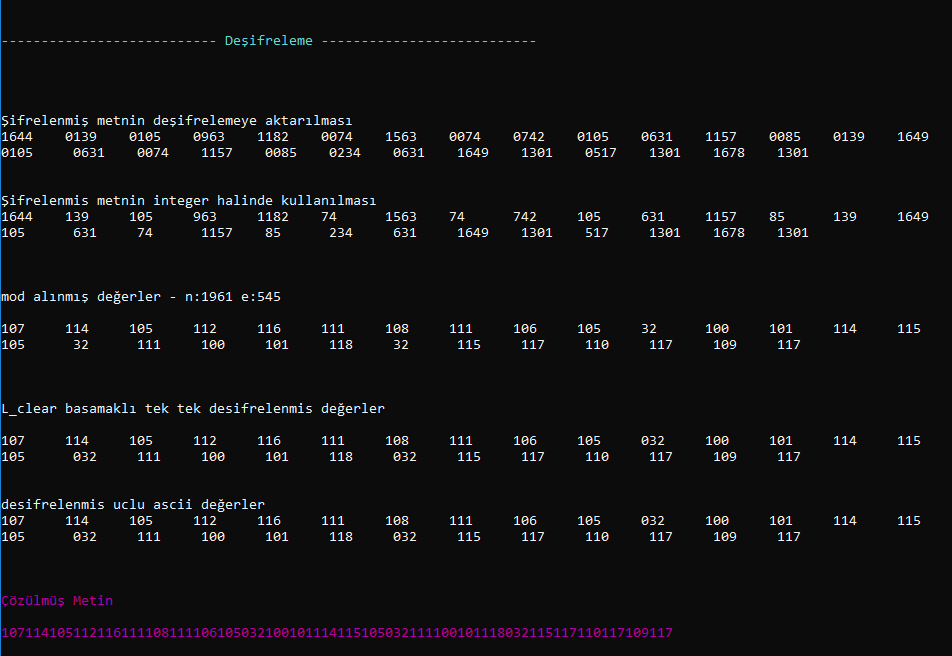 --------------------------- Deşifreleme ---------------------------
Şifrelenmiş metnin deşifrelemeye aktarılması
1644 0139 0105 0963 1182 0074 1563 0074 0742 0105 0631 1157 0085 0139 1649
0105 0631 0074 1157 0085 0234 0631 1649 1301 0517 1301 1678 1301
Şifrelenmis metnin integer halinde kullanılması
1644 139 105 963 1182 74 1563 74 742 105 631 1157 85 139 1649
105 631 74 1157 85 234 631 1649 1301 517 1301 1678 1301
mod alınmış değerler - n:1961 e:545
107 114 105 112 116 111 108 111 106 105 32 100 101 114 115
105 32 111 100 101 118 32 115 117 110 117 109 117
L_clear basamaklı tek tek desifrelenmis değerler
107 114 105 112 116 111 108 111 106 105 032 100 101 114 115
105 032 111 100 101 118 032 115 117 110 117 109 117
desifrelenmis uclu ascii değerler
107 114 105 112 116 111 108 111 106 105 032 100 101 114 115
105 032 111 100 101 118 032 115 117 110 117 109 117
Çözülmüş Metin
107114105112116111108111106105032100101114115105032111100101118032115117110117109117